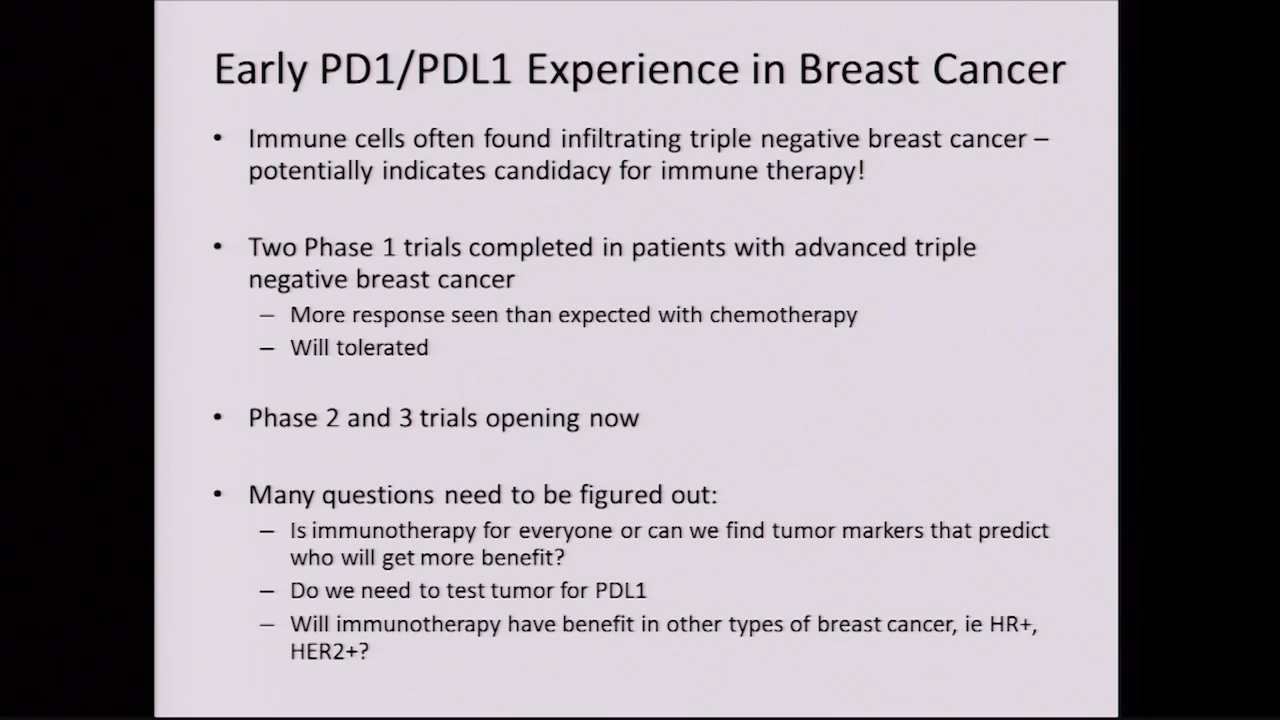 Early PD1/PDL1 Experience in Breast Cancer
• Immune cells often found infiltrating triple negative breast cancer –
potentially indicates candidacy for immune therapy!
• Two Phase 1 trials completed in patients with advanced triple
negative breast cancer
– More response seen than expected with chemotherapy
– Will tolerated
• Phase 2 and 3 trials opening now
• Many questions need to be figured out:
– Is immunotherapy for everyone or can we find tumor markers that predict
who will get more benefit?
– Do we need to test tumor for PDL1
– Will immunotherapy have benefit in other types of breast cancer, ie HR+,
HER2+?